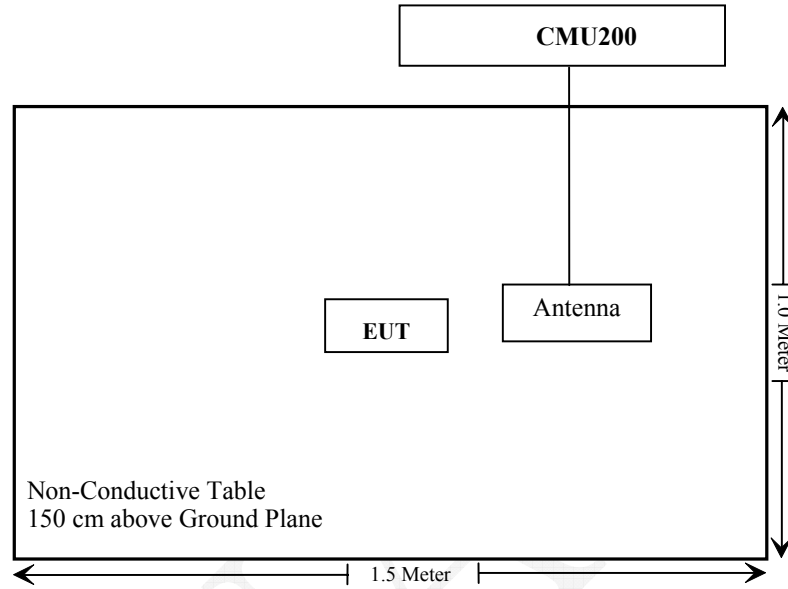 CMU200
Antenna
EUT
1.0 Meter
Non-Conductive Table
150 cm above Ground Plane
1.5 Meter